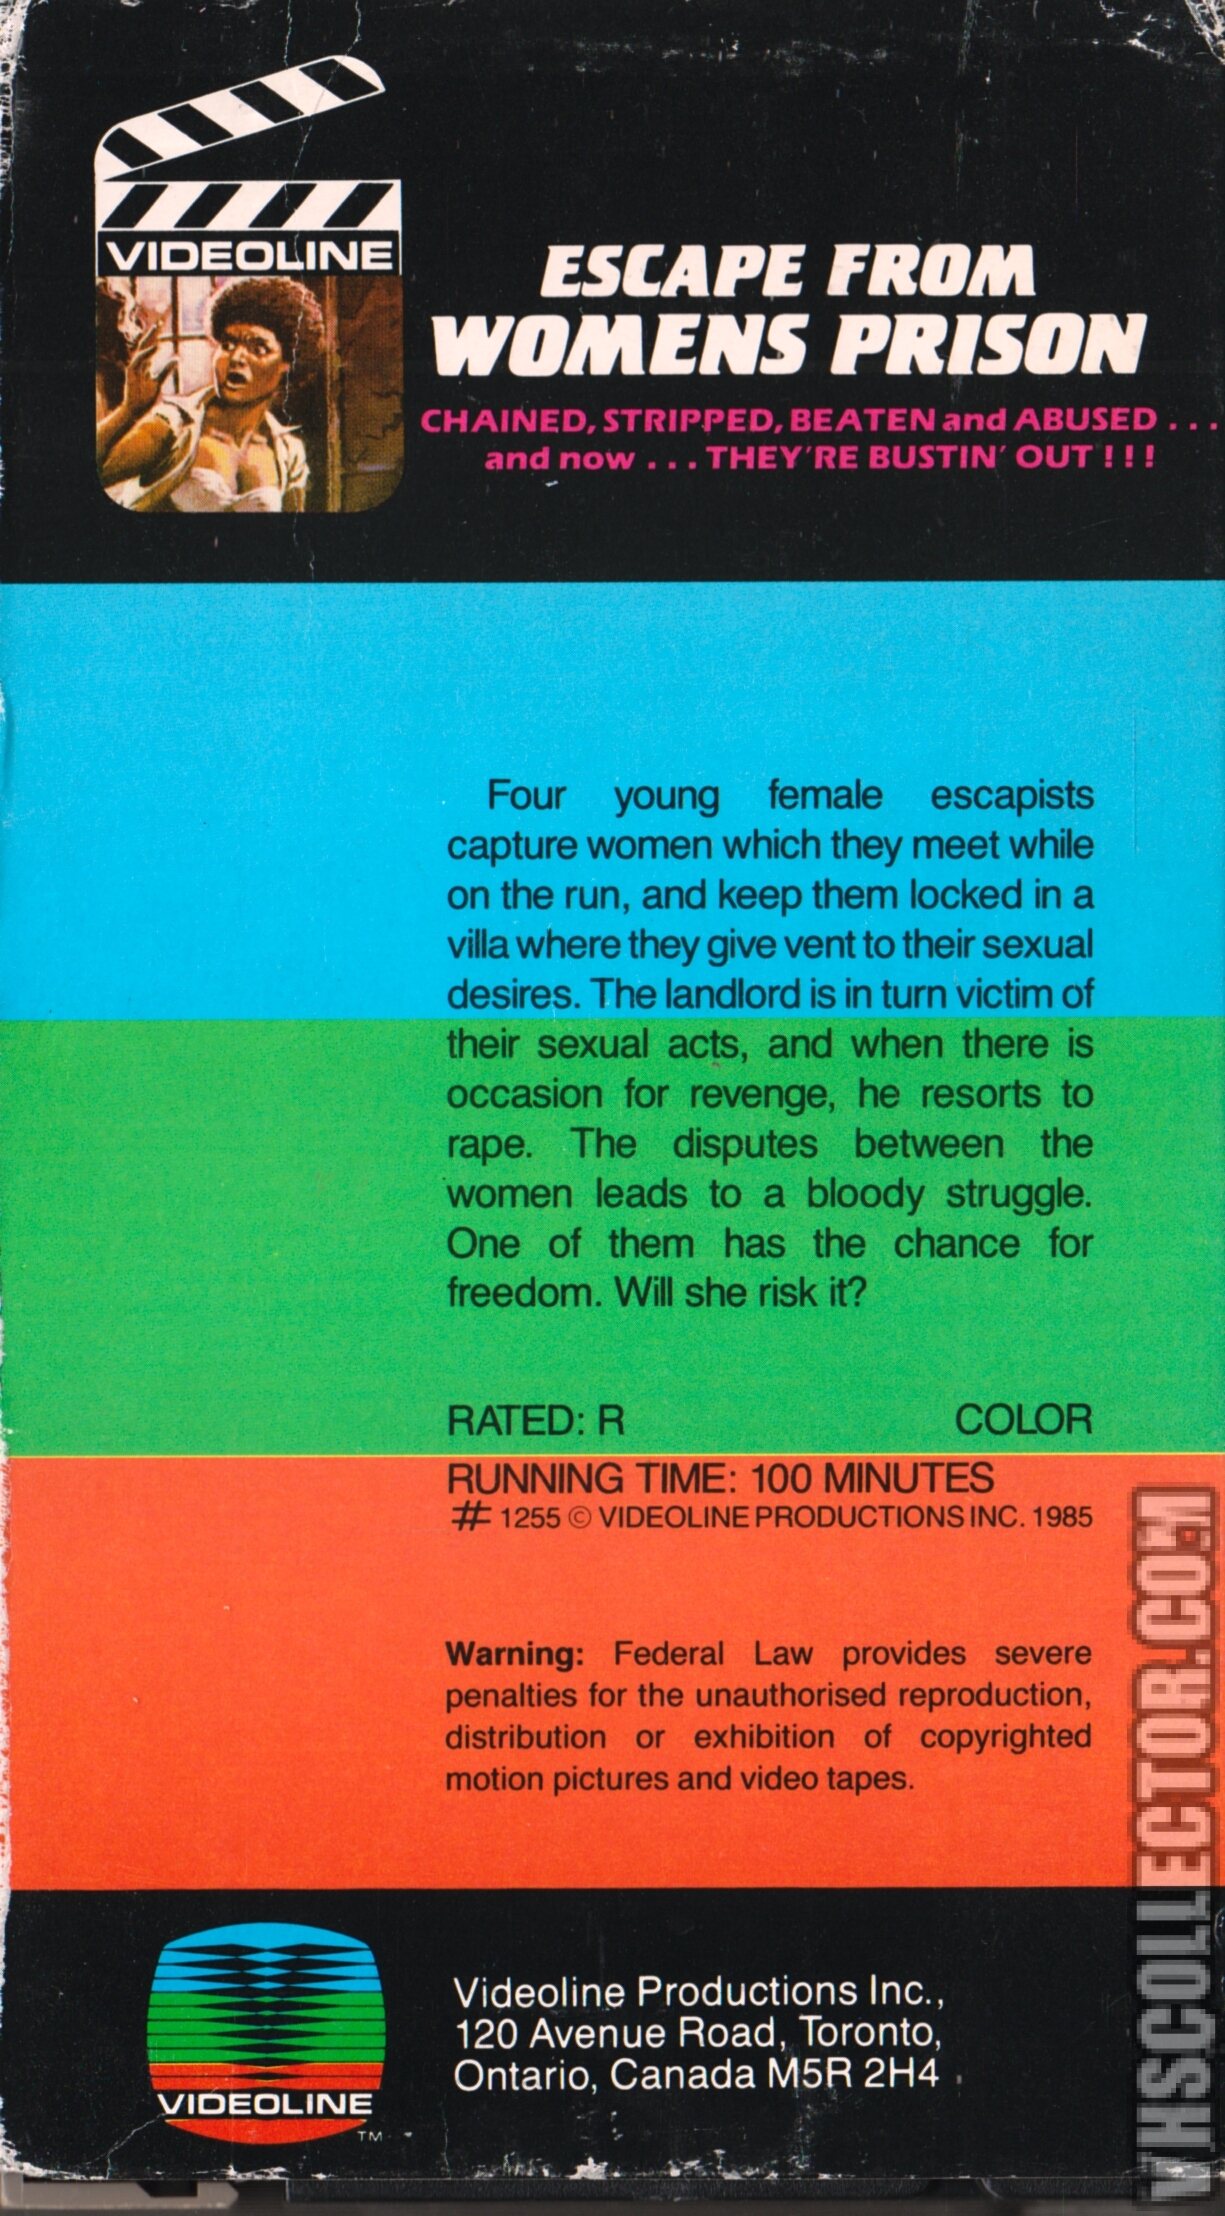 VIDEOLINE
ESCAPE FROM
WOMENS PRISON
CHAINED, STRIPPED, BEATEN and ABUSED . . .
and now . . . THEY'RE BUSTIN' OUT ! ! !
Four young female escapists
capture women which they meet while
on the run, and keep them locked in a
villa where they give vent to their sexual
desires. The landlord is in turn victim of
their sexual acts, and when there is
occasion for revenge, he resorts to
rape. The disputes between the
women leads to a bloody struggle.
One of them has the chance for
freedom. Will she risk it?
RATED: R COLOR
RUNNING TIME: 100 MINUTES
# 1255 © VIDEOLINE PRODUCTIONS INC. 1985
Warning: Federal Law provides severe
penalties for the unauthorised reproduction,
distribution or exhibition of copyrighted
motion pictures and video tapes.
VIDEOLINE
TM
Videoline Productions Inc.,
120 Avenue Road, Toronto,
Ontario, Canada M5R 2H4
VHSCOLLECTOR.COM